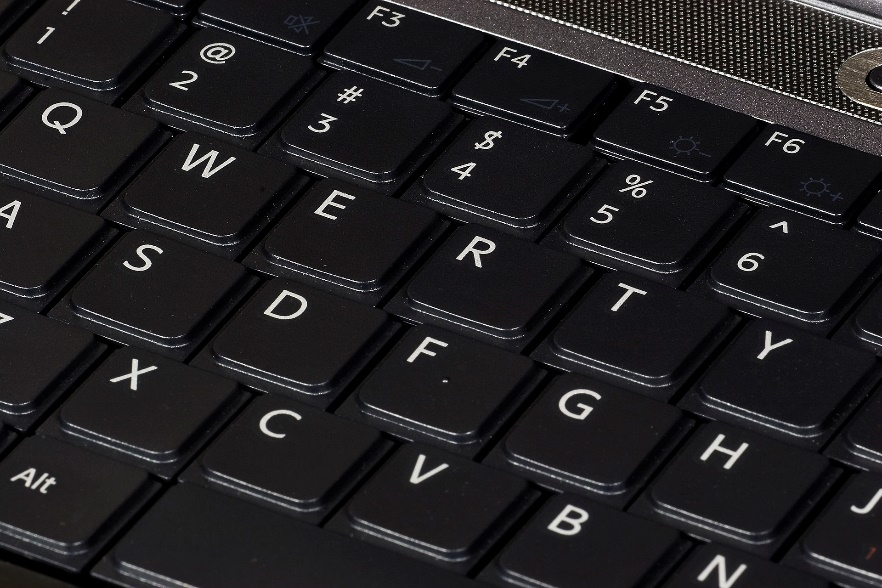 F3 F4 F5 F6
! @ # $ % ^
1 2 3 4 5 6
Q W E R T Y
A S D F G H J
Z X C V B N
Alt